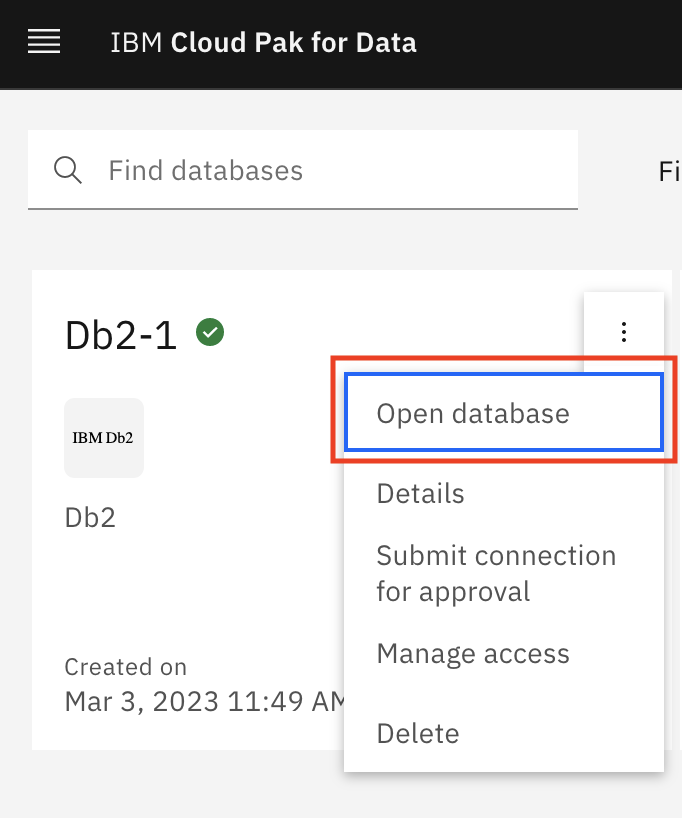 IBM Cloud Pak for Data
Find databases
Fi
Db2-1
Open database
IBM Db2
Details
Db2
Submit connection
for approval
Manage access
Created on
Mar 3, 2023 11:49 AM
Delete